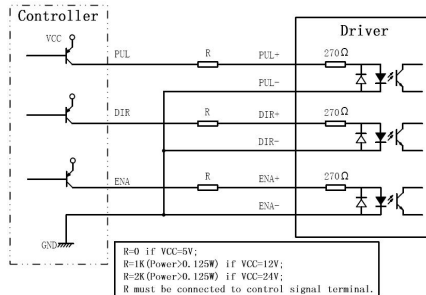 Controller
Driver
VCC
PUL
R
PUL+
270Ω
PUL-
DIR
R
DIR+
270Ω
DIR-
ENA
R
ENA+
270Ω
ENA-
GND
R=0 if VCC=5V;
R=1K(Power>0.125W) if VCC=12V;
R=2K(Power>0.125W) if VCC=24V;
R must be connected to control signal terminal.